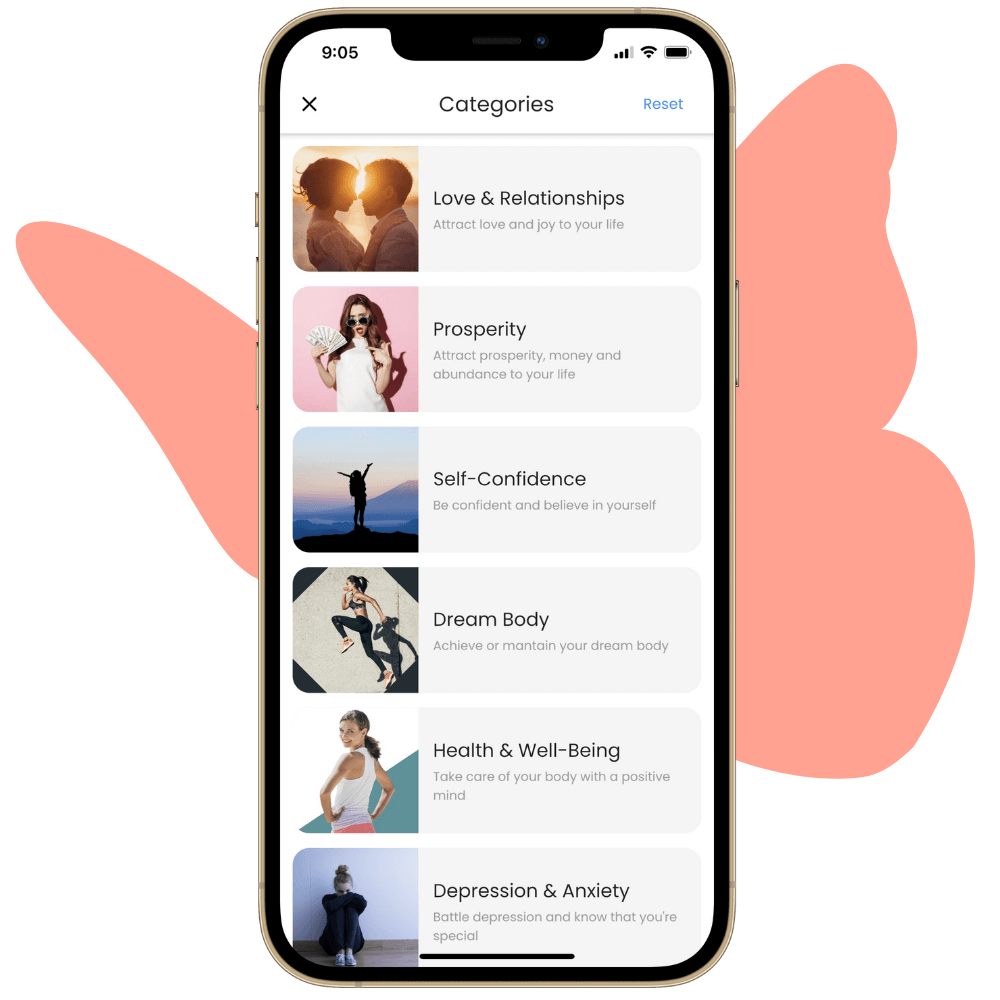 9:05
Categories
Reset
Love & Relationships
Attract love and joy to your life
Prosperity
Attract prosperity, money and
abundance to your life
Self-Confidence
Be confident and believe in yourself
Dream Body
Achieve or mantain your dream body
Health & Well-Being
Take care of your body with a positive
mind
Depression & Anxiety
Battle depression and know that you're
special